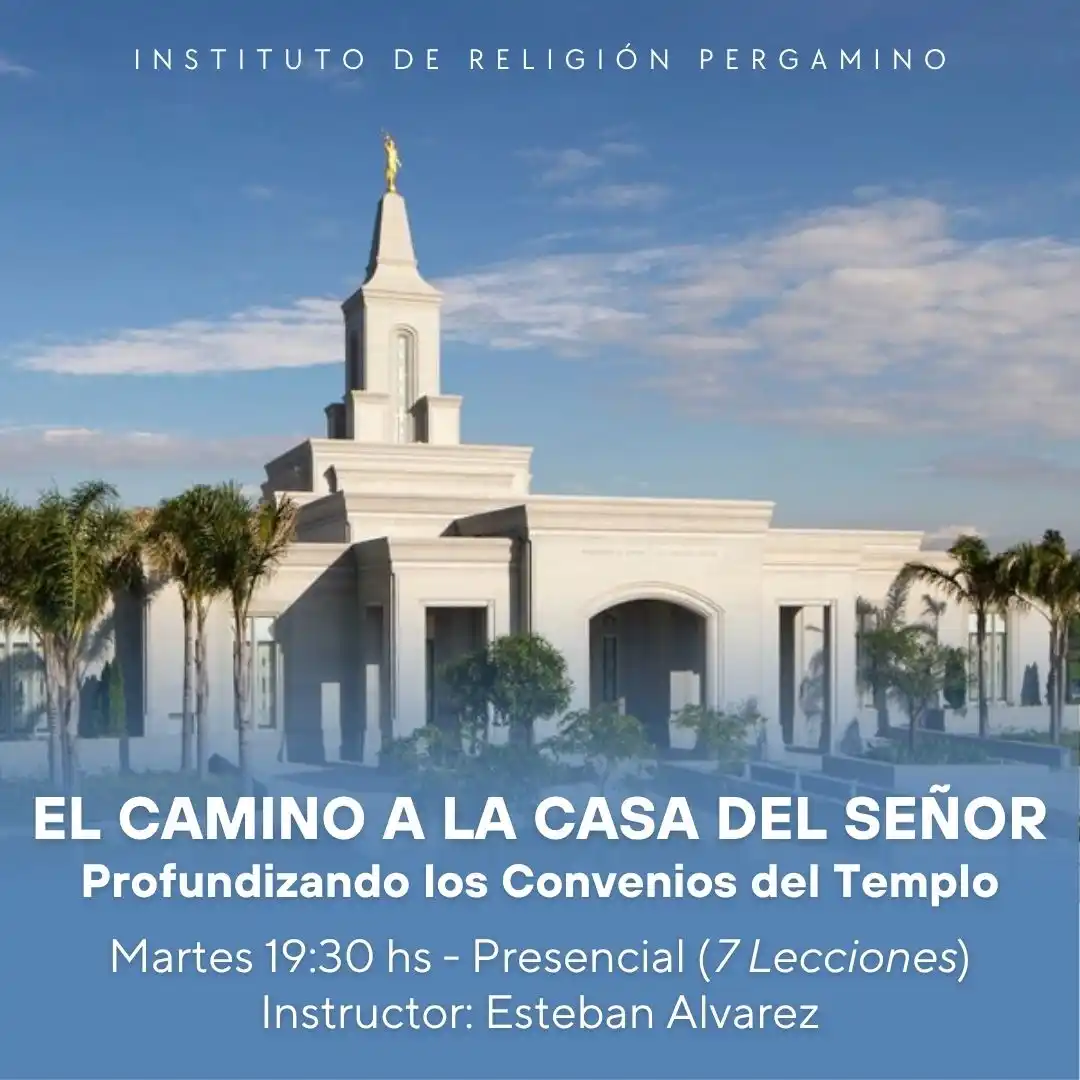 INSTITUTO DE RELIGIÓN PERGAMINO
EL CAMINO A LA CASA DEL SEÑOR
Profundizando los Convenios del Templo
Martes 19:30 hs - Presencial (7 Lecciones)
Instructor: Esteban Alvarez